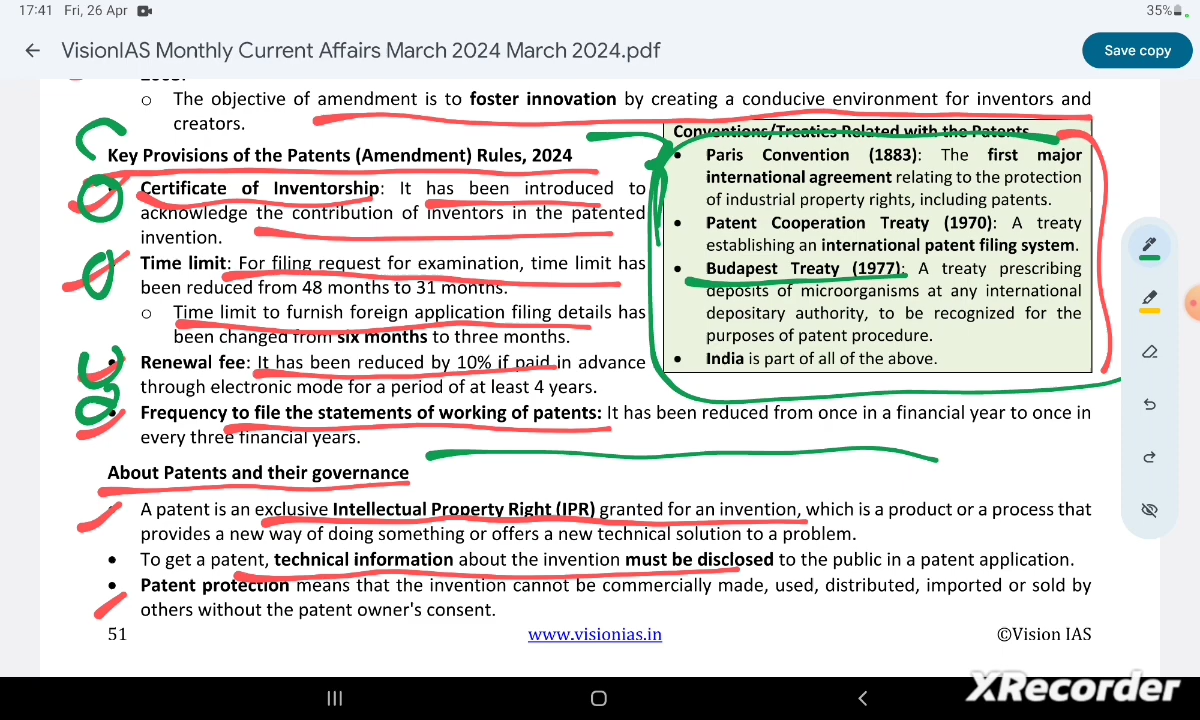 17:41 Fri, 26 Apr
35%
VisionIAS Monthly Current Affairs March 2024 March 2024.pdf
Save copy
o The objective of amendment is to foster innovation by creating a conducive environment for inventors and
creators.
Key Provisions of the Patents (Amendment) Rules, 2024
Certificate of Inventorship: It has been introduced to
acknowledge the contribution of inventors in the patented
invention.
Time limit: For filing request for examination, time limit has
been reduced from 48 months to 31 months.
o Time limit to furnish foreign application filing details has
been changed from six months to three months.
• Renewal fee: It has been reduced by 10% if paid in advance
through electronic mode for a period of at least 4 years.
• Frequency to file the statements of working of patents: It has been reduced from once in a financial year to once in
every three financial years.
Conventions/Treaties Related with the Patents
• Paris Convention (1883): The first major
international agreement relating to the protection
of industrial property rights, including patents.
• Patent Cooperation Treaty (1970): A treaty
establishing an international patent filing system.
• Budapest Treaty (1977): A treaty prescribing
deposits of microorganisms at any international
depositary authority, to be recognized for the
purposes of patent procedure.
• India is part of all of the above.
About Patents and their governance
• A patent is an exclusive Intellectual Property Right (IPR) granted for an invention, which is a product or a process that
provides a new way of doing something or offers a new technical solution to a problem.
• To get a patent, technical information about the invention must be disclosed to the public in a patent application.
• Patent protection means that the invention cannot be commercially made, used, distributed, imported or sold by
others without the patent owner's consent.
51
www.visionias.in
©Vision IAS
XRecorder